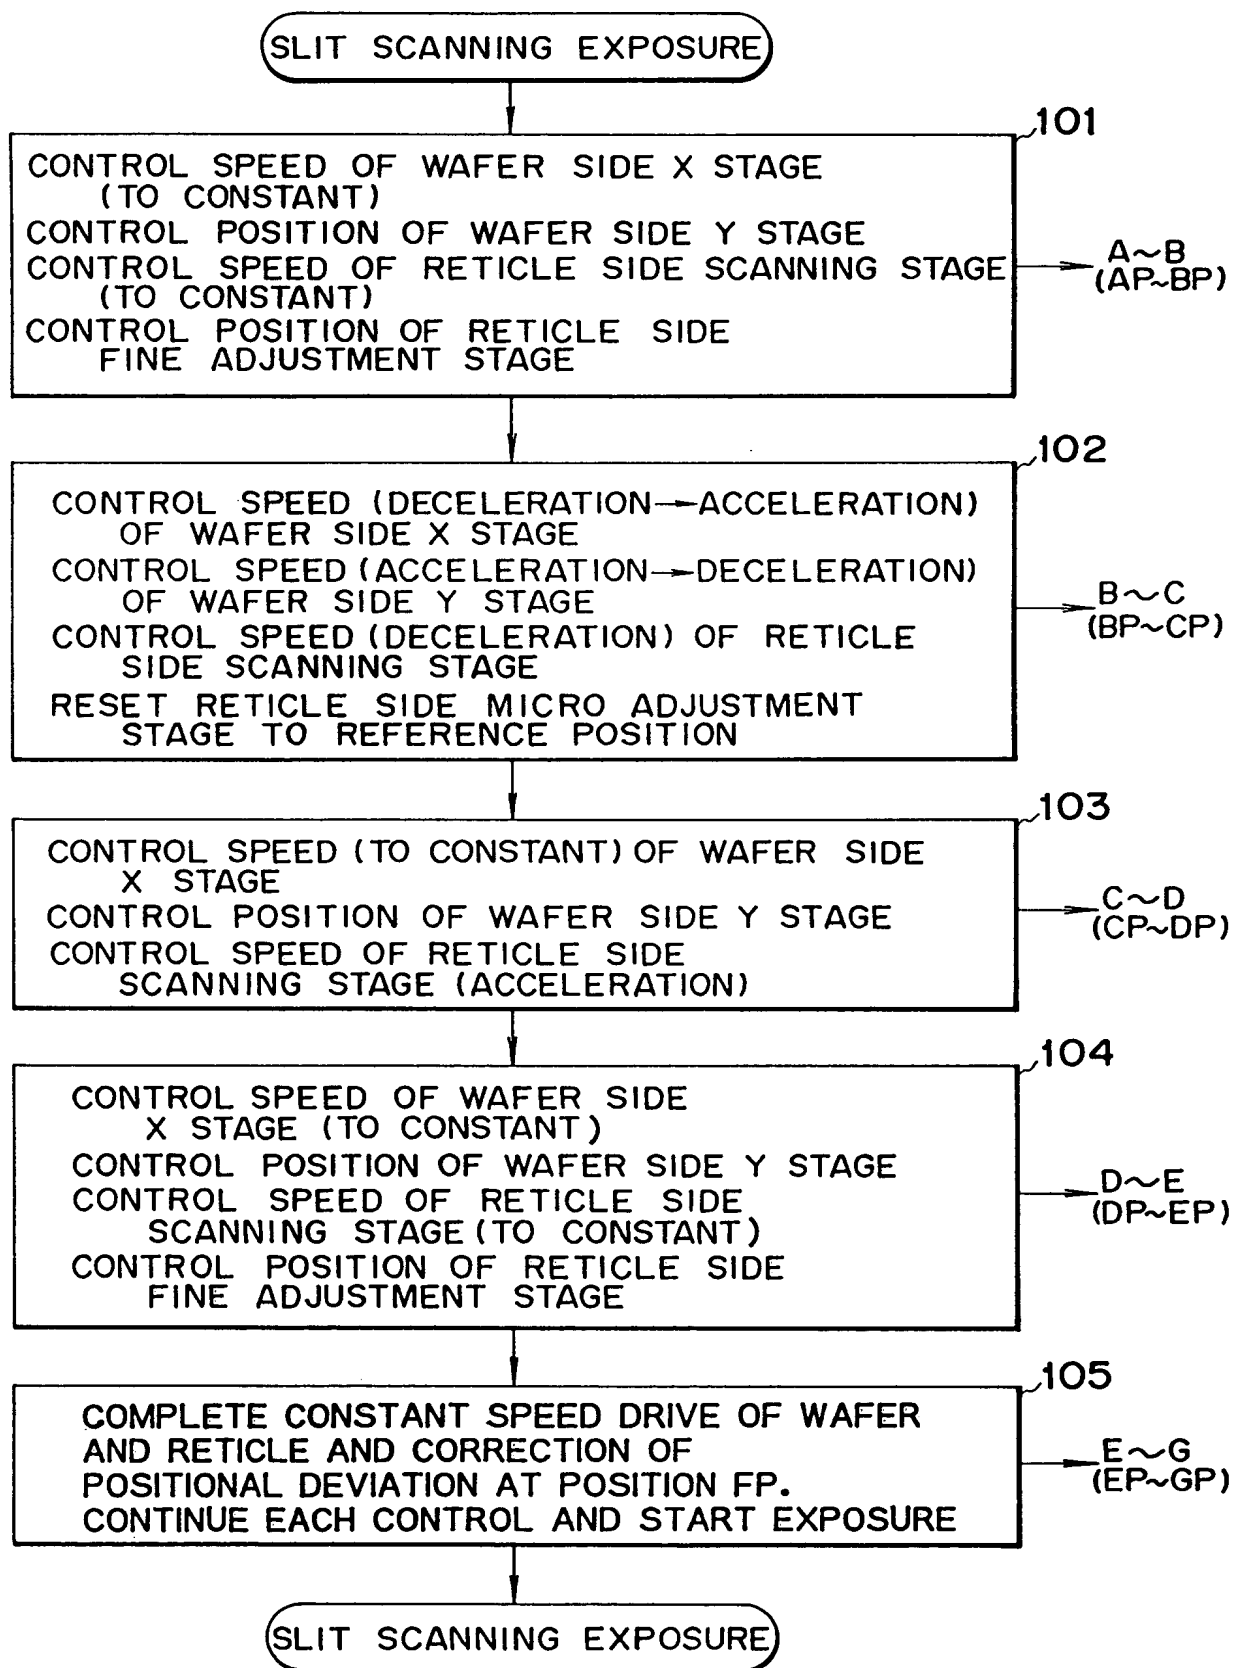 SLIT SCANNING EXPOSURE
101
CONTROL SPEED OF WAFER SIDE X STAGE
(TO CONSTANT)
CONTROL POSITION OF WAFER SIDE Y STAGE
CONTROL SPEED OF RETICLE SIDE SCANNING STAGE
(TO CONSTANT)
CONTROL POSITION OF RETICLE SIDE
FINE ADJUSTMENT STAGE
A~B
(AP~BP)
102
CONTROL SPEED (DECELERATION→ACCELERATION)
OF WAFER SIDE X STAGE
CONTROL SPEED (ACCELERATION→DECELERATION)
OF WAFER SIDE Y STAGE
CONTROL SPEED (DECELERATION) OF RETICLE
SIDE SCANNING STAGE
RESET RETICLE SIDE MICRO ADJUSTMENT
STAGE TO REFERENCE POSITION
B~C
(BP~CP)
103
CONTROL SPEED (TO CONSTANT) OF WAFER SIDE
X STAGE
CONTROL POSITION OF WAFER SIDE Y STAGE
CONTROL SPEED OF RETICLE SIDE
SCANNING STAGE (ACCELERATION)
C~D
(CP~DP)
104
CONTROL SPEED OF WAFER SIDE
X STAGE (TO CONSTANT)
CONTROL POSITION OF WAFER SIDE Y STAGE
CONTROL SPEED OF RETICLE SIDE
SCANNING STAGE (TO CONSTANT)
CONTROL POSITION OF RETICLE SIDE
FINE ADJUSTMENT STAGE
D~E
(DP~EP)
105
COMPLETE CONSTANT SPEED DRIVE OF WAFER
AND RETICLE AND CORRECTION OF
POSITIONAL DEVIATION AT POSITION FP.
CONTINUE EACH CONTROL AND START EXPOSURE
E~G
(EP~GP)
SLIT SCANNING EXPOSURE